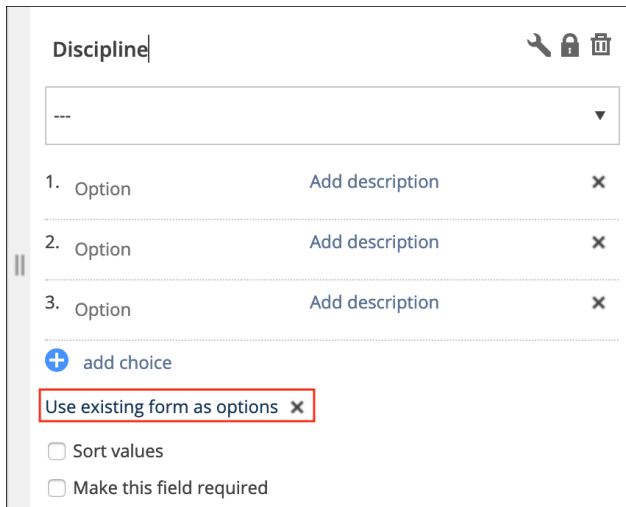 Discipline
---
1. Option Add description
2. Option Add description
3. Option Add description
add choice
Use existing form as options
Sort values
Make this field required